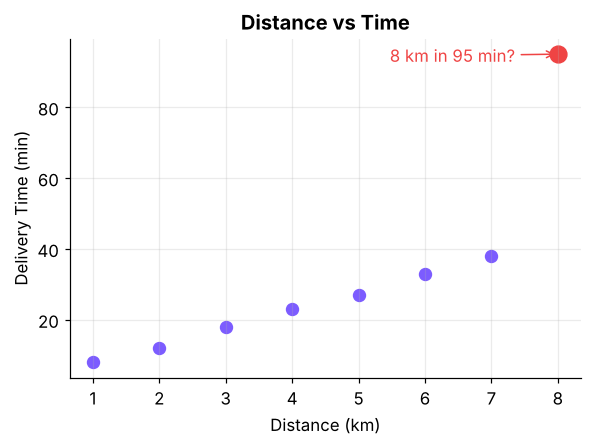 Distance vs Time
8 km in 95 min?
Delivery Time (min)
80
60
40
20
1 2 3 4 5 6 7 8
Distance (km)